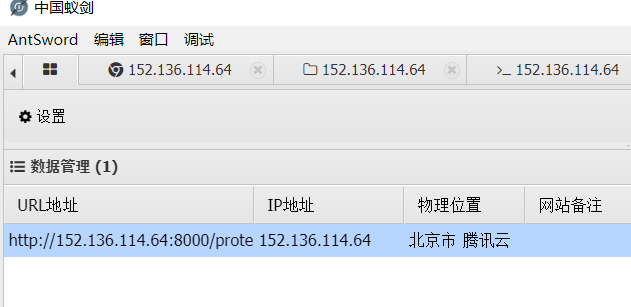 中国蚁剑
AntSword 编辑 窗口 调试
152.136.114.64 152.136.114.64 >_ 152.136.114.64
设置
数据管理 (1)
URL地址 IP地址 物理位置 网站备注
http://152.136.114.64:8000/prote 152.136.114.64 北京市 腾讯云